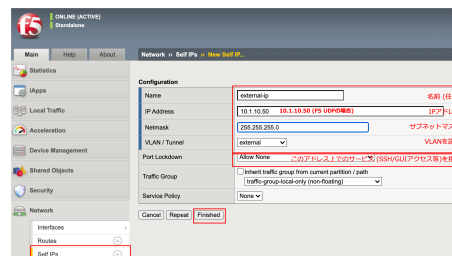 f5
ONLINE (ACTIVE)
Standalone
Main
Help
About
Network ›› Self IPs ›› New Self IP...
Statistics
iApps
Local Traffic
Acceleration
Device Management
Shared Objects
Security
Network
Interfaces
Routes
Self IPs
Configuration
Name
external-ip
名前 (任
IP Address
10.1.10.50
10.1.10.50 (F5 UDFの場合)
IPアドレ
Netmask
255.255.255.0
サブネットマス
VLAN / Tunnel
external
VLANを
Port Lockdown
Allow None
このアドレス上でのサービス (SSH/GUIアクセス等)を
Traffic Group
Inherit traffic group from current partition / path
traffic-group-local-only (non-floating)
Service Policy
None
Cancel
Repeat
Finished